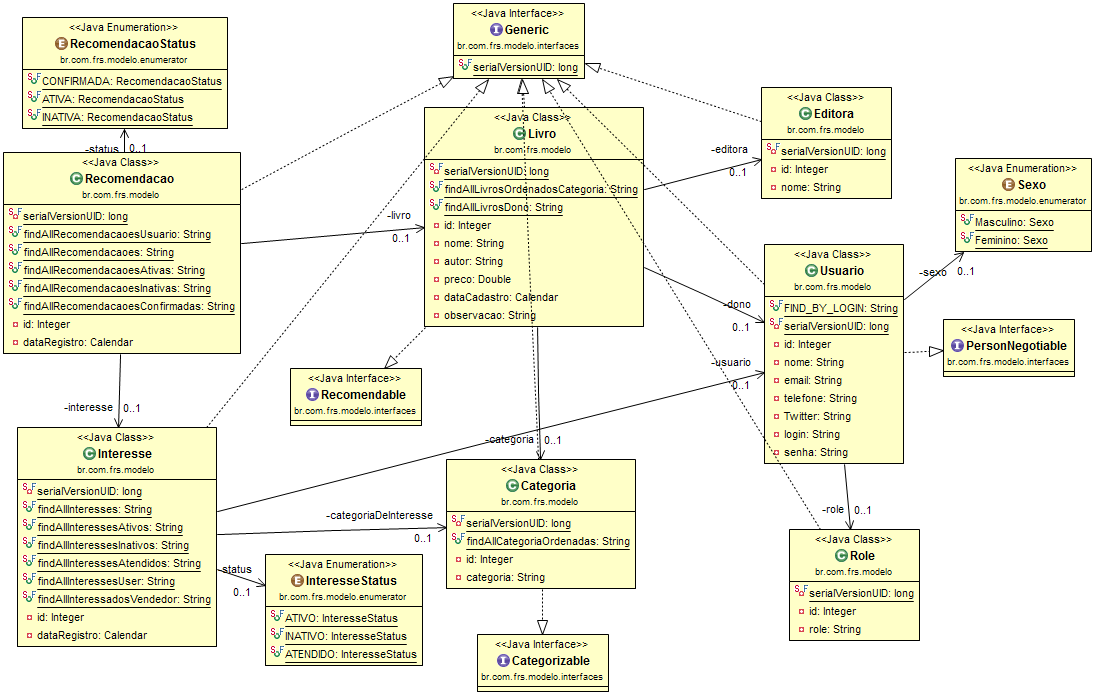 <<Java Enumeration>>
RecomendacaoStatus
br.com.frs.modelo.enumerator
CONFIRMADA: RecomendacaoStatus
ATIVA: RecomendacaoStatus
INATIVA: RecomendacaoStatus
<<Java Interface>>
Generic
br.com.frs.modelo.interfaces
serialVersionUID: long
<<Java Class>>
Editora
br.com.frs.modelo
serialVersionUID: long
id: Integer
nome: String
<<Java Class>>
Livro
br.com.frs.modelo
serialVersionUID: long
findAllLivrosOrdenadosCategoria: String
findAllLivrosDono: String
id: Integer
nome: String
autor: String
preco: Double
dataCadastro: Calendar
observacao: String
-editora
0..1
-status
0..1
<<Java Class>>
Recomendacao
br.com.frs.modelo
serialVersionUID: long
findAllRecomendacaoesUsuario: String
findAllRecomendacaoes: String
findAllRecomendacaoesAtivas: String
findAllRecomendacaoesInativas: String
findAllRecomendacaoesConfirmadas: String
id: Integer
dataRegistro: Calendar
-livro
0..1
<<Java Enumeration>>
Sexo
br.com.frs.modelo.enumerator
Masculino: Sexo
Feminino: Sexo
<<Java Class>>
Usuario
br.com.frs.modelo
FIND_BY_LOGIN: String
serialVersionUID: long
id: Integer
nome: String
email: String
telefone: String
Twitter: String
login: String
senha: String
-sexo
0..1
-dono
0..1
<<Java Interface>>
PersonNegotiable
br.com.frs.modelo.interfaces
<<Java Interface>>
Recomendable
br.com.frs.modelo.interfaces
-usuario
0..1
-interesse
0..1
<<Java Class>>
Interesse
br.com.frs.modelo
serialVersionUID: long
findAllInteresses: String
findAllInteressesAtivos: String
findAllInteressesInativos: String
findAllInteressesAtendidos: String
findAllInteressesUser: String
findAllInteressadosVendedor: String
id: Integer
dataRegistro: Calendar
-categoria
0..1
<<Java Class>>
Categoria
br.com.frs.modelo
serialVersionUID: long
findAllCategoriaOrdenadas: String
id: Integer
categoria: String
-categoriaDeInteresse
0..1
-role
0..1
<<Java Class>>
Role
br.com.frs.modelo
serialVersionUID: long
id: Integer
role: String
status
0..1
<<Java Enumeration>>
InteresseStatus
br.com.frs.modelo.enumerator
ATIVO: InteresseStatus
INATIVO: InteresseStatus
ATENDIDO: InteresseStatus
<<Java Interface>>
Categorizable
br.com.frs.modelo.interfaces